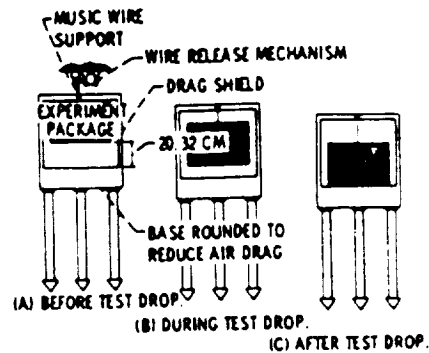 MUSIC WIRE
SUPPORT
WIRE RELEASE MECHANISM
DRAG SHIELD
EXPERIMENT
PACKAGE
20.32 CM
BASE ROUNDED TO
REDUCE AIR DRAG
(A) BEFORE TEST DROP.
(B) DURING TEST DROP.
(C) AFTER TEST DROP.